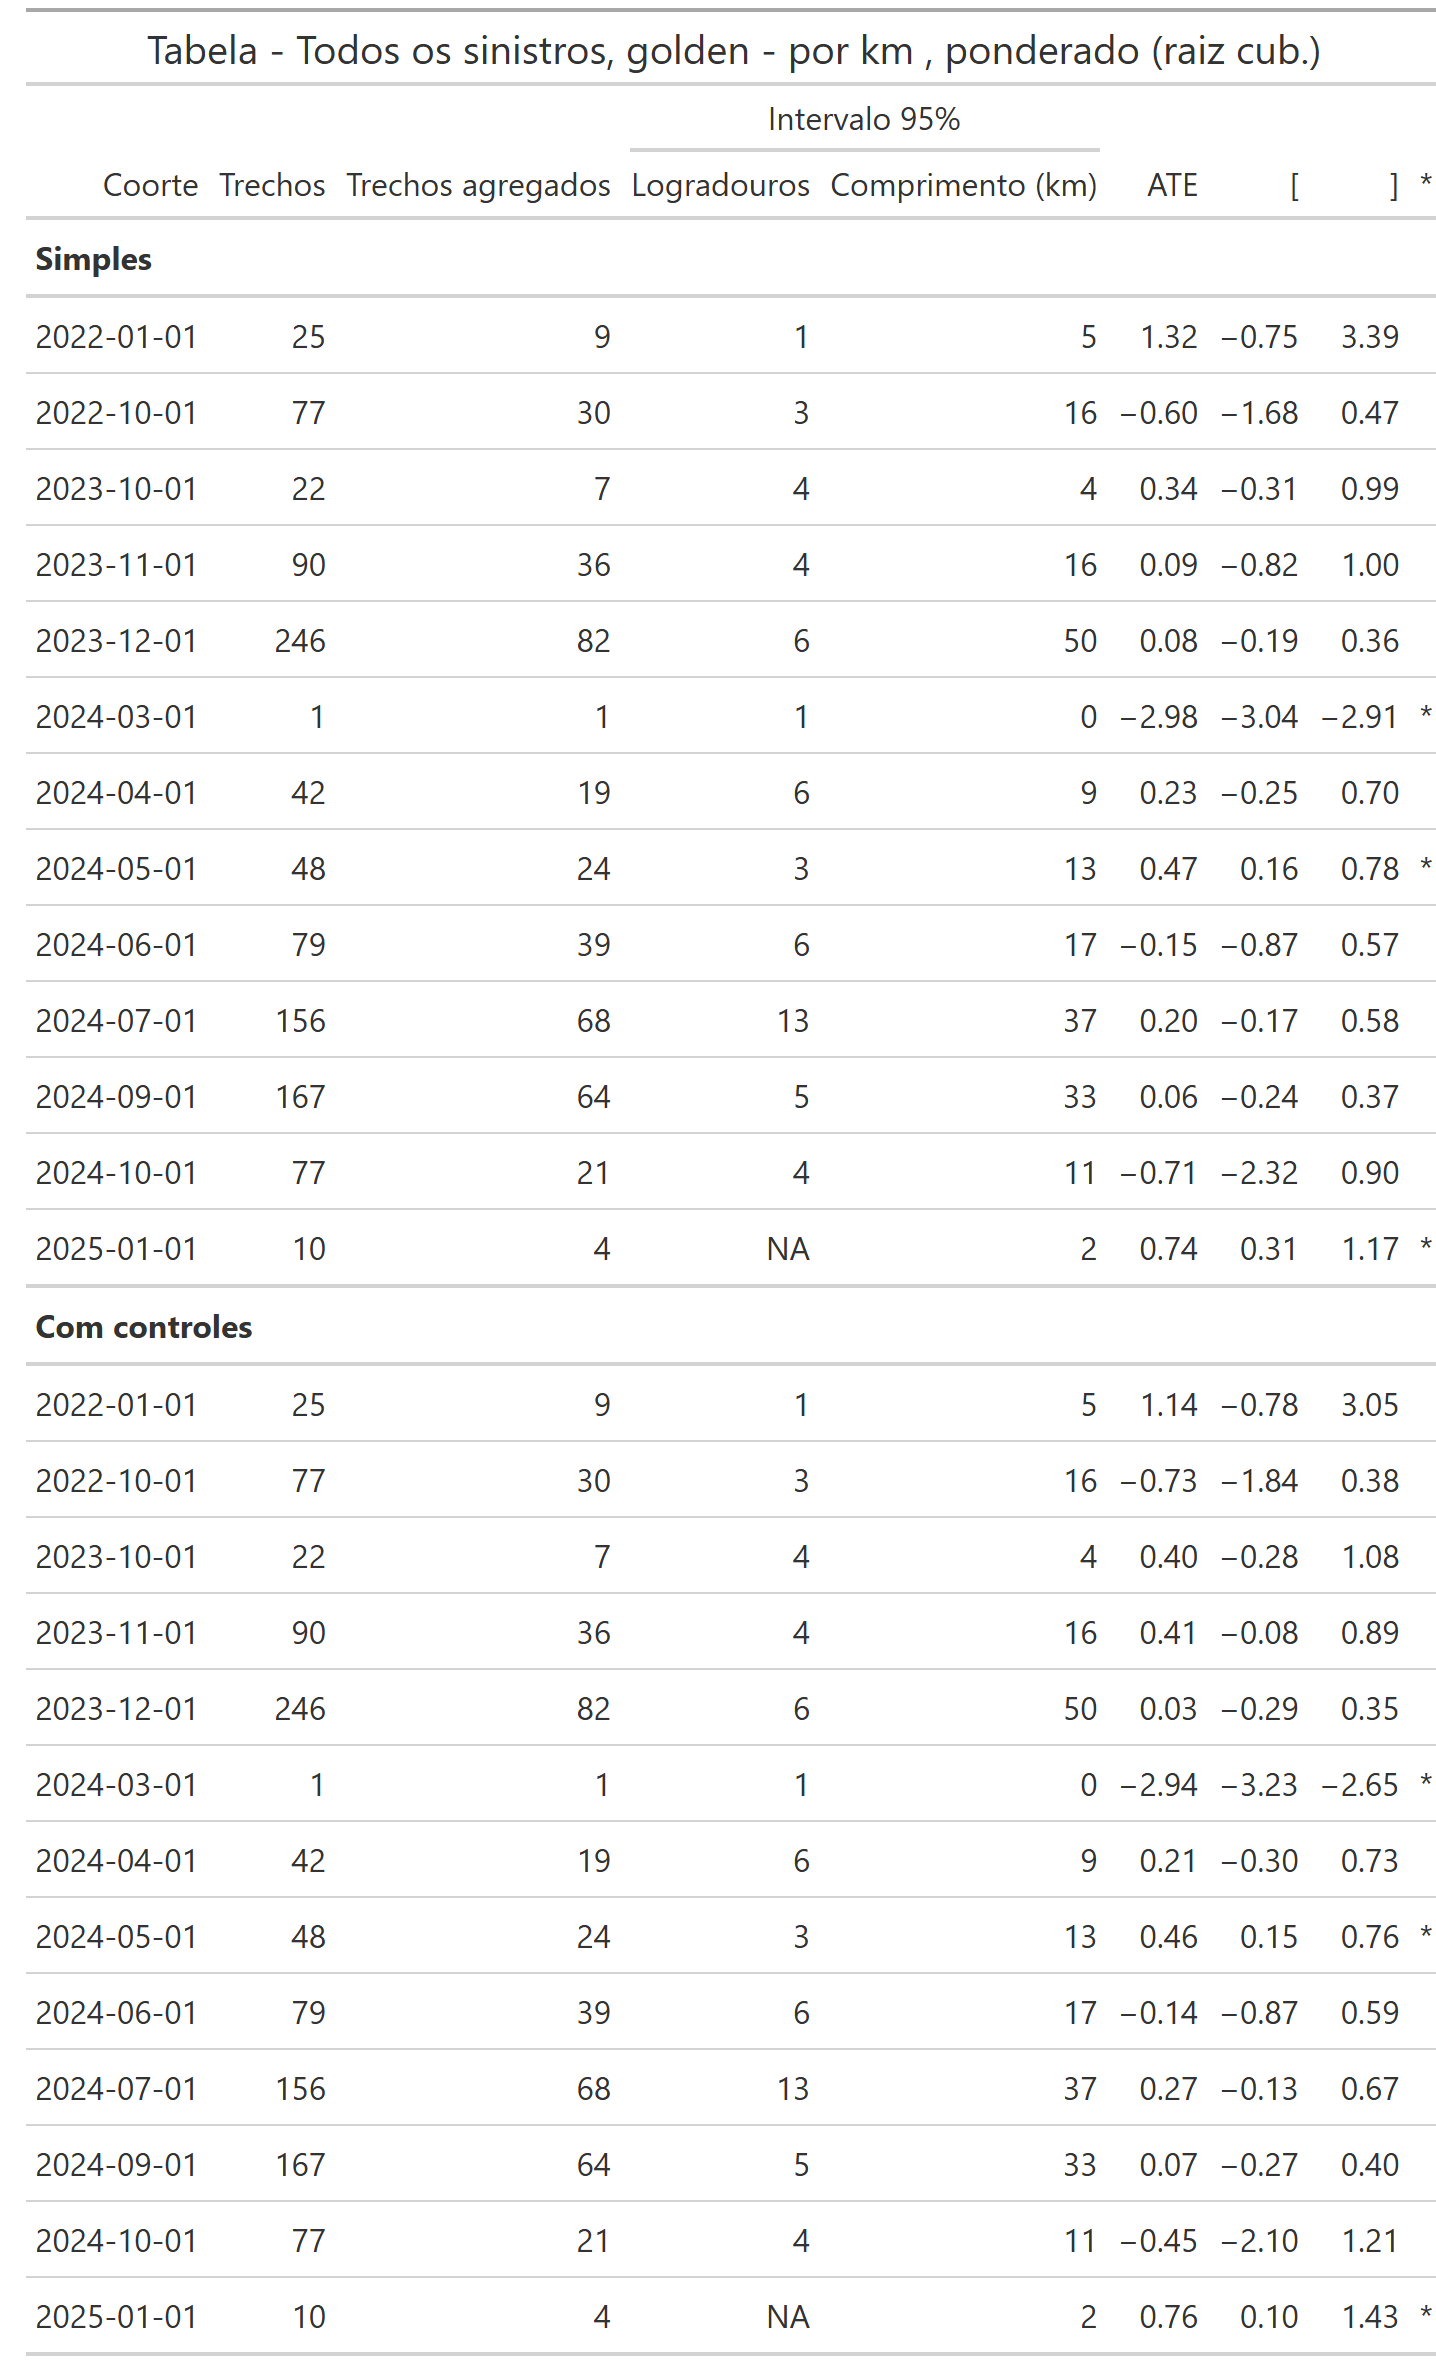 Tabela - Todos os sinistros, golden - por km , ponderado (raiz cub.)
Intervalo 95%
Coorte Trechos Trechos agregados Logradouros Comprimento (km) ATE [ ] *
Simples
2022-01-01 25 9 1 5 1.32 −0.75 3.39
2022-10-01 77 30 3 16 −0.60 −1.68 0.47
2023-10-01 22 7 4 4 0.34 −0.31 0.99
2023-11-01 90 36 4 16 0.09 −0.82 1.00
2023-12-01 246 82 6 50 0.08 −0.19 0.36
2024-03-01 1 1 1 0 −2.98 −3.04 −2.91 *
2024-04-01 42 19 6 9 0.23 −0.25 0.70
2024-05-01 48 24 3 13 0.47 0.16 0.78 *
2024-06-01 79 39 6 17 −0.15 −0.87 0.57
2024-07-01 156 68 13 37 0.20 −0.17 0.58
2024-09-01 167 64 5 33 0.06 −0.24 0.37
2024-10-01 77 21 4 11 −0.71 −2.32 0.90
2025-01-01 10 4 NA 2 0.74 0.31 1.17 *
Com controles
2022-01-01 25 9 1 5 1.14 −0.78 3.05
2022-10-01 77 30 3 16 −0.73 −1.84 0.38
2023-10-01 22 7 4 4 0.40 −0.28 1.08
2023-11-01 90 36 4 16 0.41 −0.08 0.89
2023-12-01 246 82 6 50 0.03 −0.29 0.35
2024-03-01 1 1 1 0 −2.94 −3.23 −2.65 *
2024-04-01 42 19 6 9 0.21 −0.30 0.73
2024-05-01 48 24 3 13 0.46 0.15 0.76 *
2024-06-01 79 39 6 17 −0.14 −0.87 0.59
2024-07-01 156 68 13 37 0.27 −0.13 0.67
2024-09-01 167 64 5 33 0.07 −0.27 0.40
2024-10-01 77 21 4 11 −0.45 −2.10 1.21
2025-01-01 10 4 NA 2 0.76 0.10 1.43 *